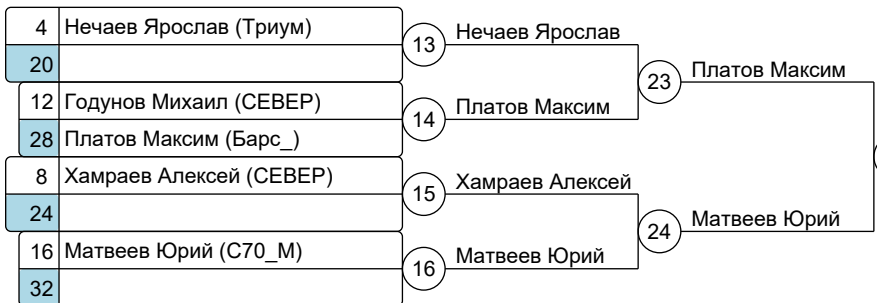 4 Нечаев Ярослав (Триум)
20
13 Нечаев Ярослав
12 Годунов Михаил (СЕВЕР)
28 Платов Максим (Барс_)
14 Платов Максим
23 Платов Максим
8 Хамраев Алексей (СЕВЕР)
24
15 Хамраев Алексей
16 Матвеев Юрий (С70_М)
32
16 Матвеев Юрий
24 Матвеев Юрий